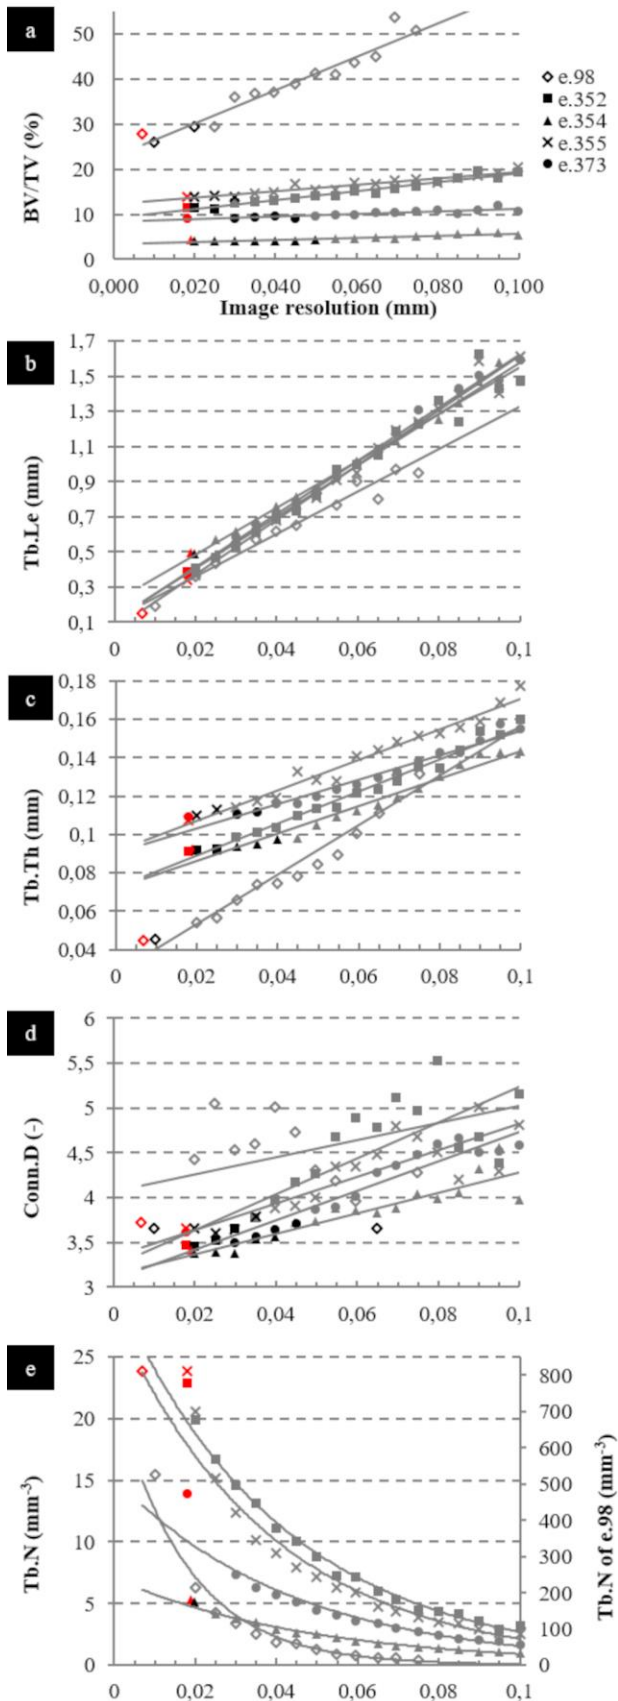 a
60
50
40
30
20
10
0
BV/TV (%)
0,000 0,020 0,040 0,060 0,080 0,100
Image resolution (mm)
e.98
e.352
e.354
e.355
e.373
b
1,7
1,5
1,3
1,1
0,9
0,7
0,5
0,3
0,1
Tb.Le (mm)
0 0,02 0,04 0,06 0,08 0,1
c
0,18
0,16
0,14
0,12
0,1
0,08
0,06
0,04
Tb.Th (mm)
0 0,02 0,04 0,06 0,08 0,1
d
6
5,5
5
4,5
4
3,5
3
Conn.D (-)
0 0,02 0,04 0,06 0,08 0,1
e
25
20
15
10
5
0
Tb.N (mm-3)
800
700
600
500
400
300
200
100
0
Tb.N of e.98 (mm-3)
0 0,02 0,04 0,06 0,08 0,1